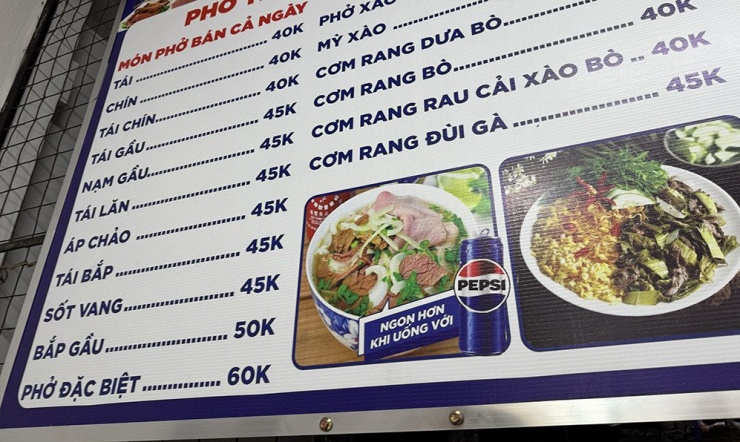 PHỞ
MÓN PHỞ BÁN CẢ NGÀY
TÁI ........ 40K
CHÍN ........ 40K
TÁI CHÍN ........ 40K
TÁI GẦU ........ 45K
NẠM GẦU ........ 45K
TÁI LĂN ........ 45K
ÁP CHẢO ........ 45K
TÁI BẮP ........ 45K
SỐT VANG ........ 45K
BẮP GẦU ........ 50K
PHỞ ĐẶC BIỆT ........ 60K
PHỞ XÀO
MỲ XÀO
CƠM RANG DƯA BÒ
CƠM RANG BÒ ........ 40K
CƠM RANG RAU CẢI XÀO BÒ .. 40K
CƠM RANG ĐÙI GÀ ........ 45K
PEPSI
NGON HƠN
KHI UỐNG VỚI